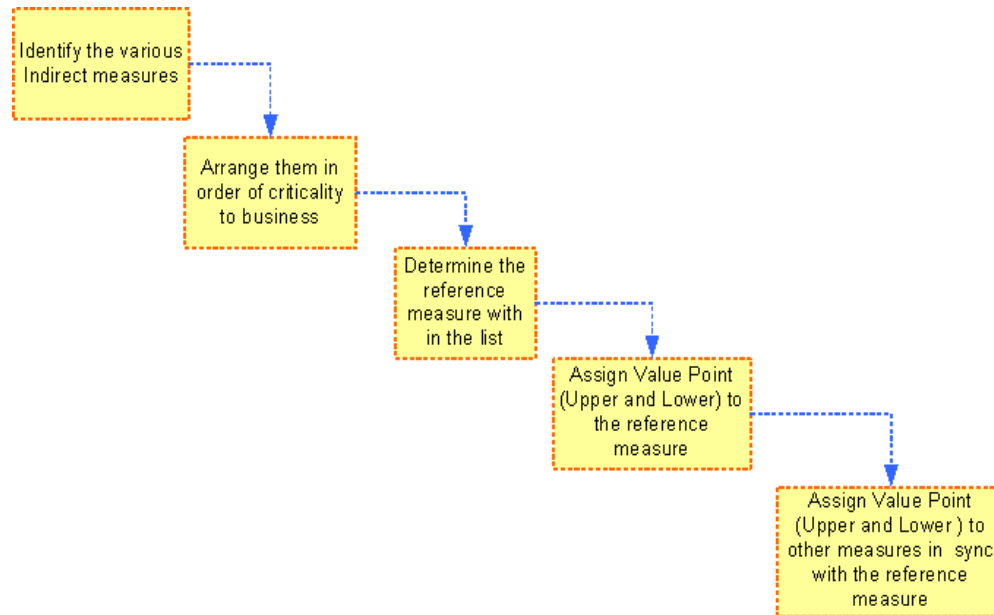 Identify the various
Indirect measures
Arrange them in
order of criticality
to business
Determine the
reference
measure with
in the list
Assign Value Point
(Upper and Lower) to
the reference
measure
Assign Value Point
(Upper and Lower ) to
other measures in sync
with the reference
measure